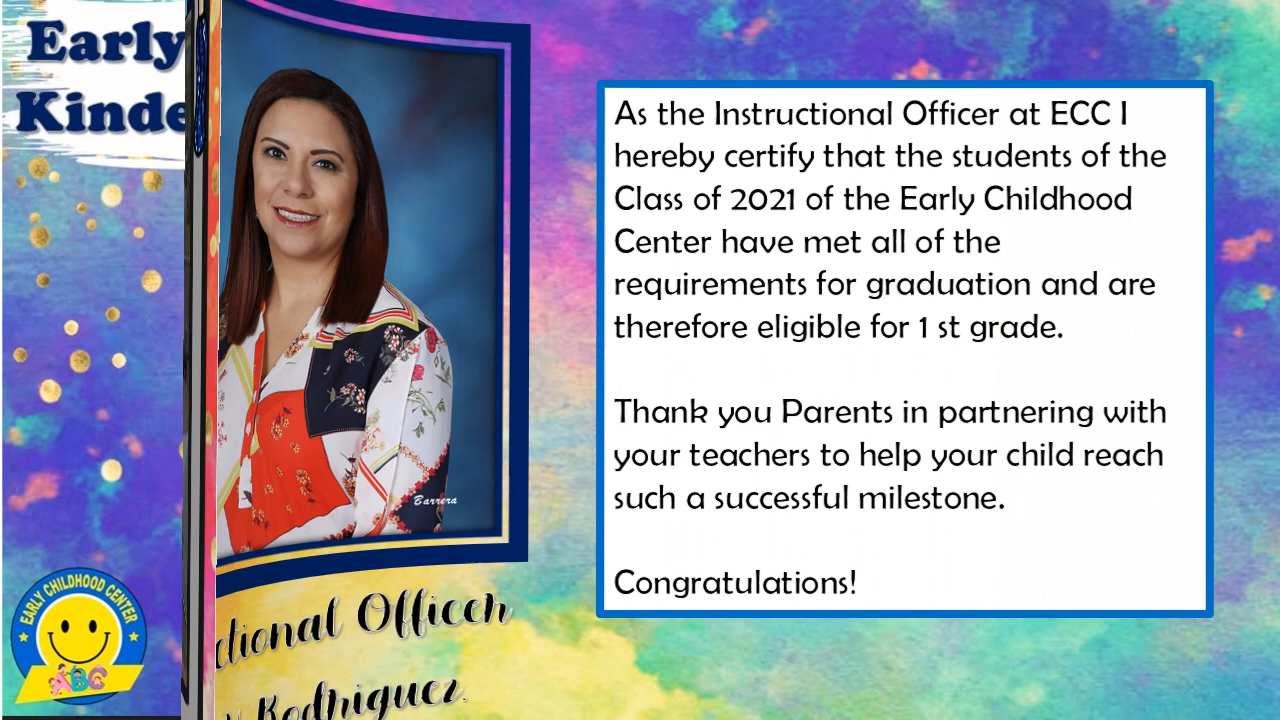 Early
Kinde
As the Instructional Officer at ECC I
hereby certify that the students of the
Class of 2021 of the Early Childhood
Center have met all of the
requirements for graduation and are
therefore eligible for 1 st grade.
Thank you Parents in partnering with
your teachers to help your child reach
such a successful milestone.
Congratulations!
Barrera
EARLY CHILDHOOD CENTER
ABC
ctional Officer
Rodriguez